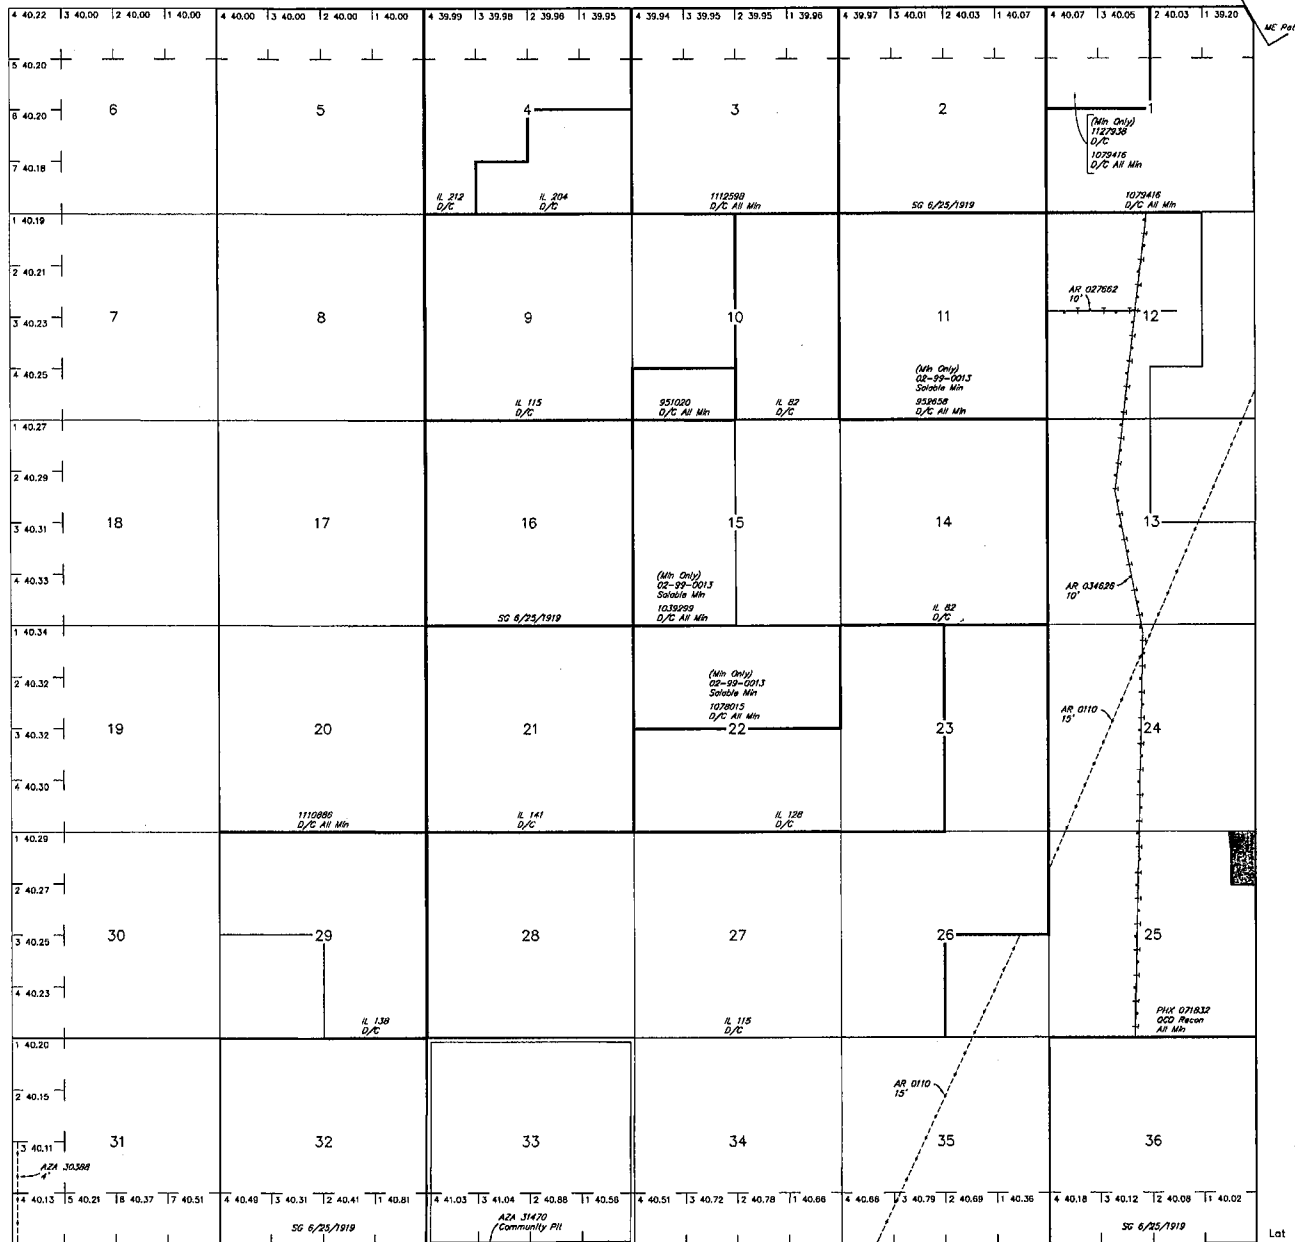 4 40.22 3 40.00 2 40.00 1 40.00 4 40.00 3 40.00 2 40.00 1 40.00 4 39.99 3 39.98 2 39.96 1 39.95 4 39.94 3 39.95 2 39.95 1 39.96 4 39.97 3 40.01 2 40.03 1 40.07 4 40.07 3 40.05 2 40.03 1 39.20
ME Pat
5 40.20
6 40.20 6 5 4 3 2 1
(Min Only)
1127938
D/C
1079416
D/C All Min
7 40.18
IL 212
D/C
IL 204
D/C
1112598
D/C All Min
SG 6/25/1919
1079416
D/C All Min
1 40.19
2 40.21
AR 027662
10'
3 40.23 7 8 9 10 11 12
4 40.25
(Min Only)
02-99-0013
Salable Min
IL 115
D/C
951020
D/C All Min
IL 82
D/C
952658
D/C All Min
1 40.27
2 40.29
3 40.31 18 17 16 15 14 13
4 40.33
(Min Only)
02-99-0013
Salable Min
AR 034626
10'
SG 6/25/1919
1039299
D/C All Min
IL 82
D/C
1 40.34
2 40.32
(Min Only)
02-99-0013
Salable Min
1078015
D/C All Min
AR 0110
15'
3 40.32 19 20 21 22 23 24
4 40.30
1110886
D/C All Min
IL 141
D/C
IL 128
D/C
1 40.29
2 40.27
3 40.25 30 29 28 27 26 25
4 40.23
IL 138
D/C
IL 115
D/C
PHX 071832
OCD Recon
All Min
1 40.20
2 40.15
AR 0110
15'
3 40.11 31 32 33 34 35 36
AZA 30388
4'
4 40.13 5 40.21 6 40.37 7 40.51 4 40.49 3 40.31 2 40.41 1 40.81 4 41.03 3 41.04 2 40.88 1 40.56 4 40.51 3 40.72 2 40.78 1 40.66 4 40.66 3 40.79 2 40.69 1 40.36 4 40.18 3 40.12 2 40.08 1 40.02
SG 6/25/1919
AZA 31470
Community Pit
SG 6/25/1919
Lat